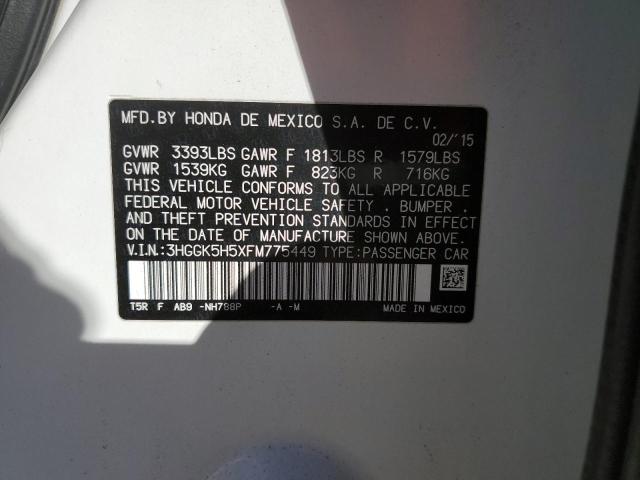 MFD.BY HONDA DE MEXICO S.A. DE C.V.
02/'15
GVWR 3393LBS GAWR F 1813LBS R 1579LBS
GVWR 1539KG GAWR F 823KG R 716KG
THIS VEHICLE CONFORMS TO ALL APPLICABLE
FEDERAL MOTOR VEHICLE SAFETY , BUMPER ,
AND THEFT PREVENTION STANDARDS IN EFFECT
ON THE DATE OF MANUFACTURE SHOWN ABOVE.
V.I.N.:3HGGK5H5XFM775449 TYPE:PASSENGER CAR
T5R F AB9 -NH788P -A -M MADE IN MEXICO